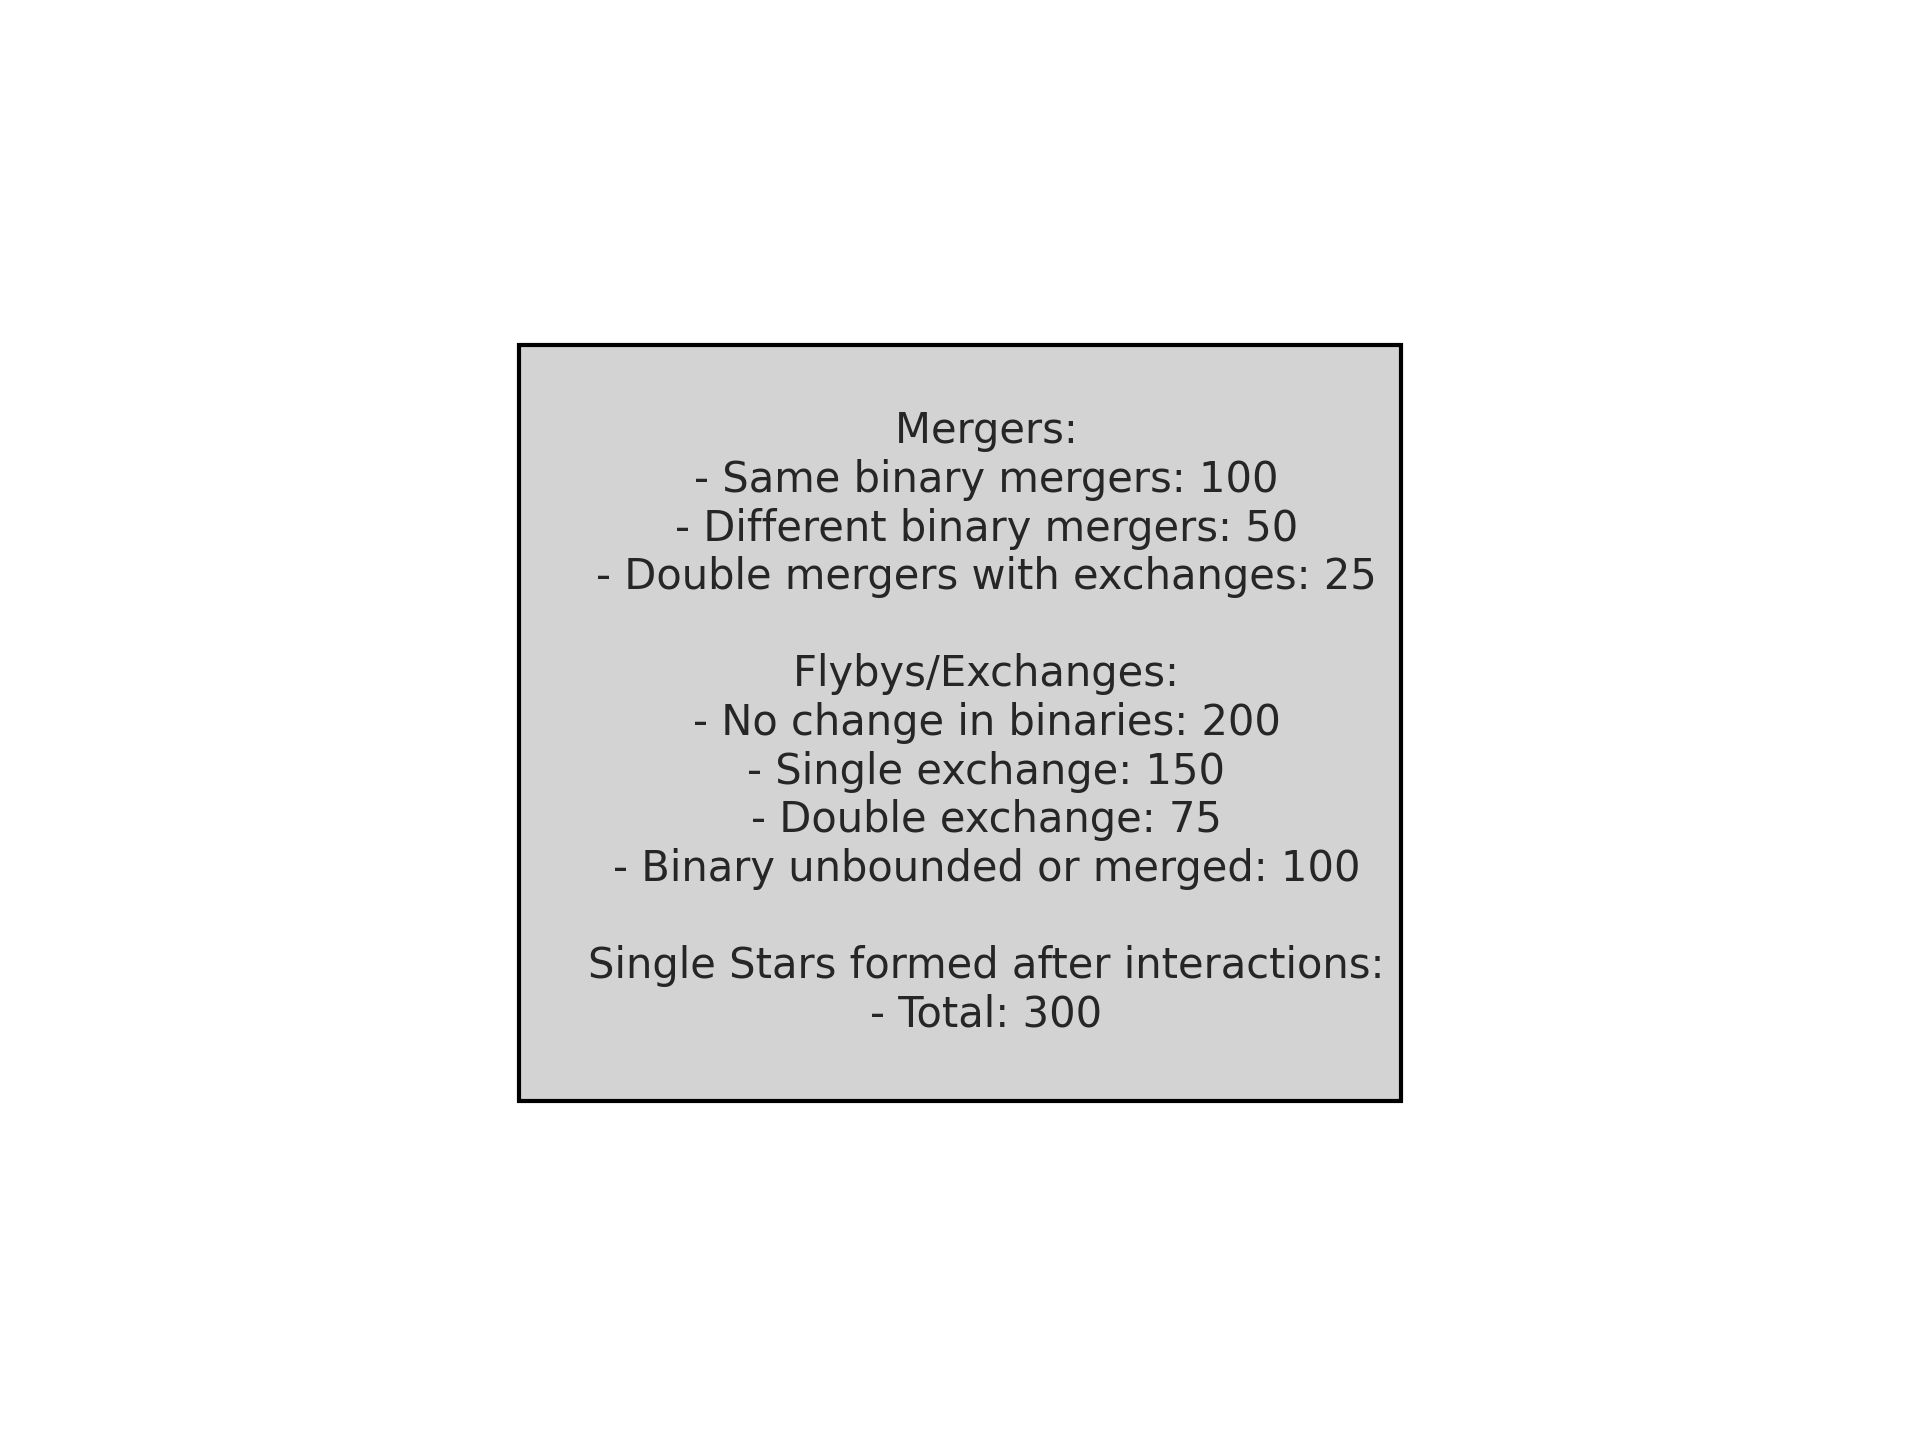 Mergers:
- Same binary mergers: 100
- Different binary mergers: 50
- Double mergers with exchanges: 25
Flybys/Exchanges:
- No change in binaries: 200
- Single exchange: 150
- Double exchange: 75
- Binary unbounded or merged: 100
Single Stars formed after interactions:
- Total: 300